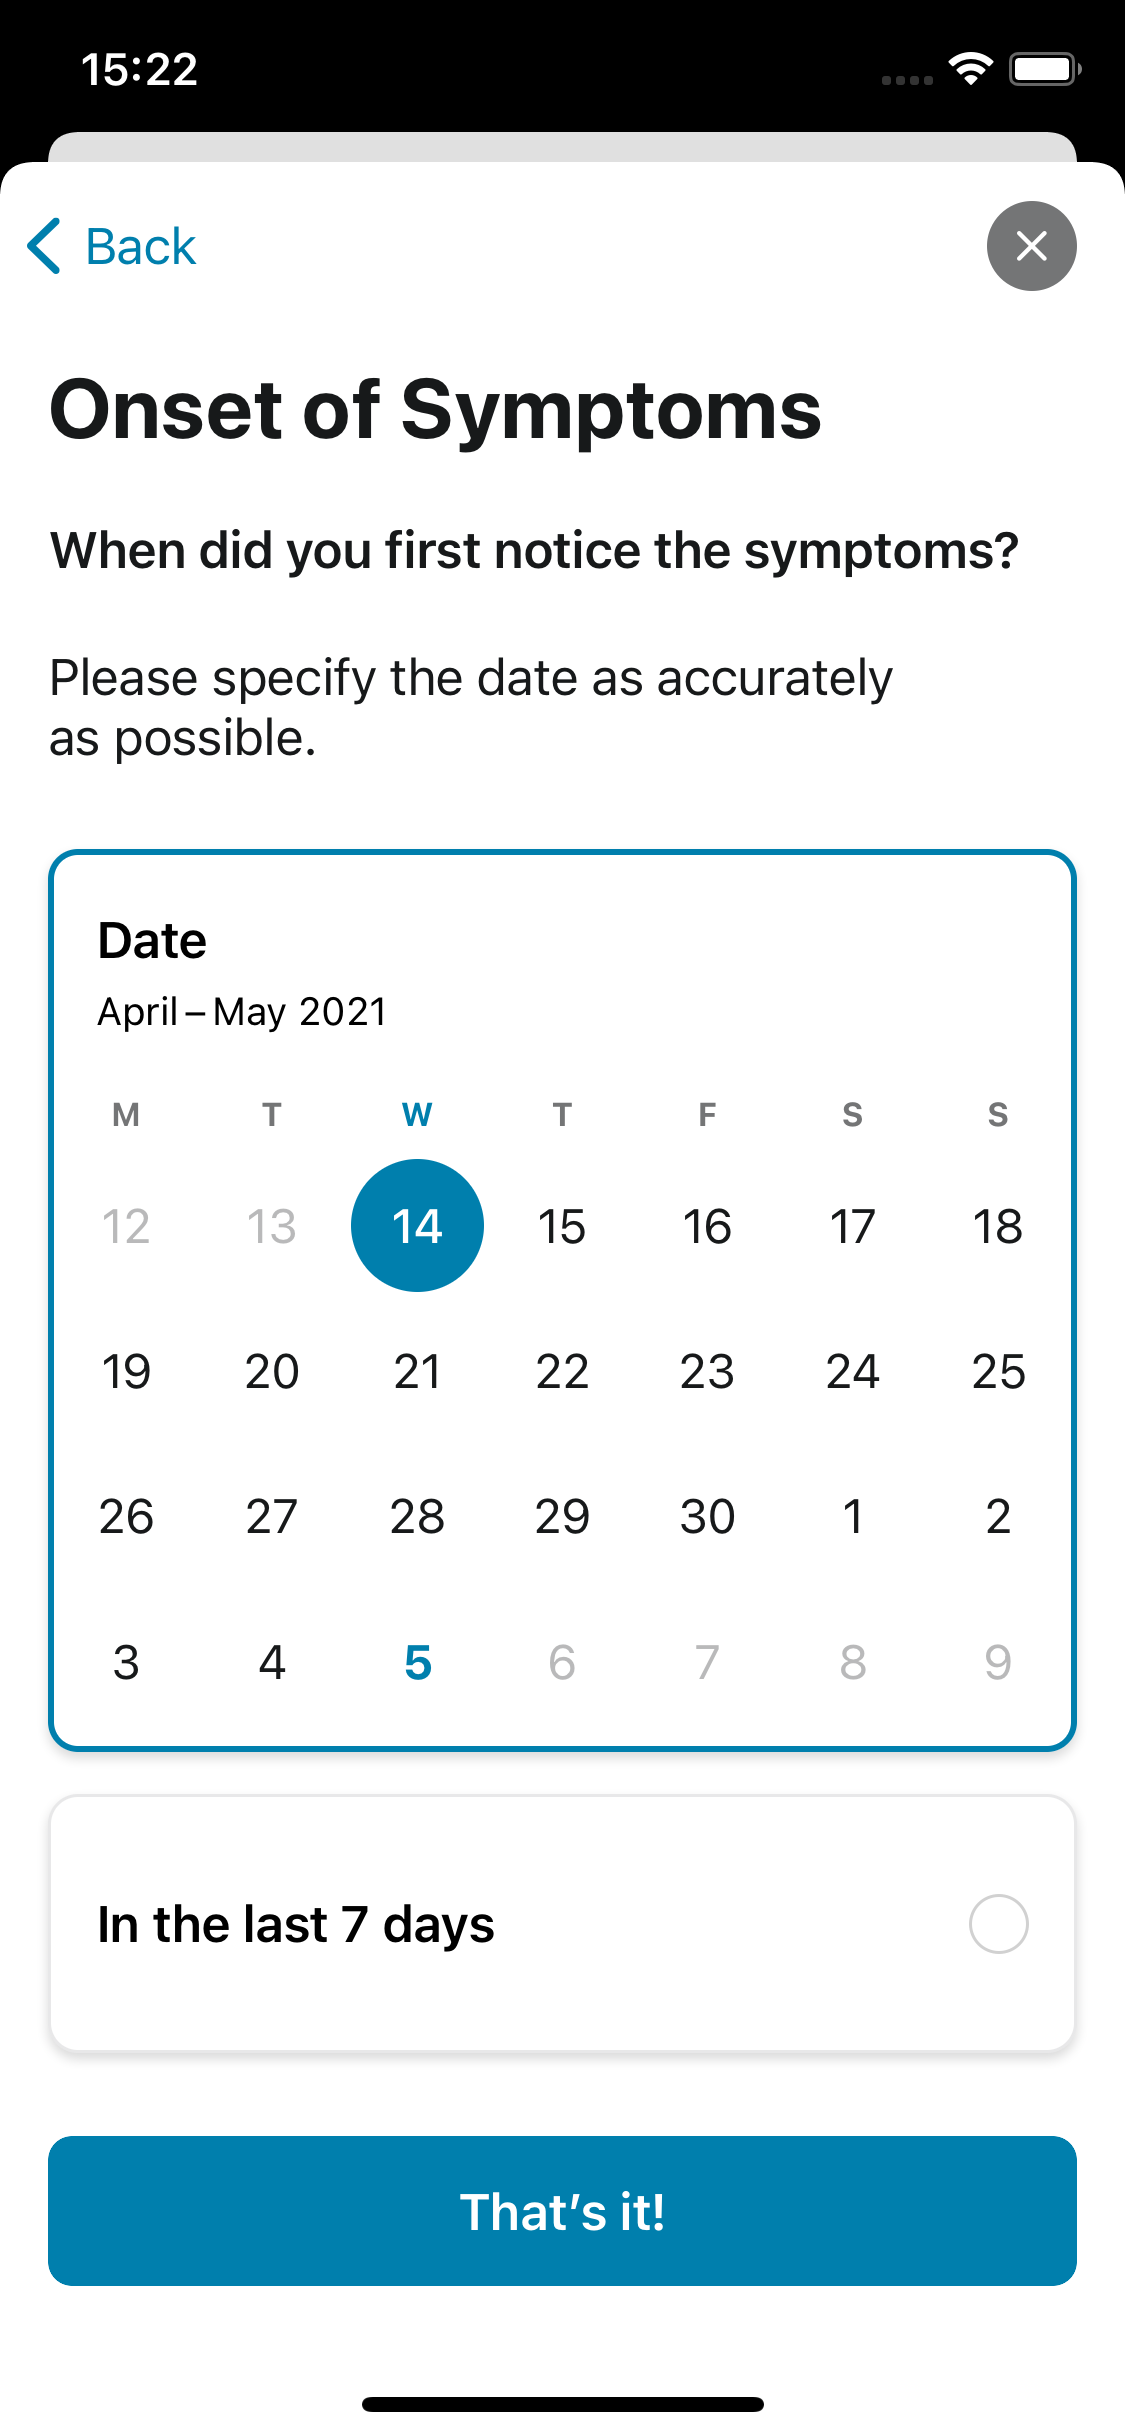 15:22
Back
Onset of Symptoms
When did you first notice the symptoms?
Please specify the date as accurately
as possible.
Date
April – May 2021
M T W T F S S
12 13 14 15 16 17 18
19 20 21 22 23 24 25
26 27 28 29 30 1 2
3 4 5 6 7 8 9
In the last 7 days
That’s it!